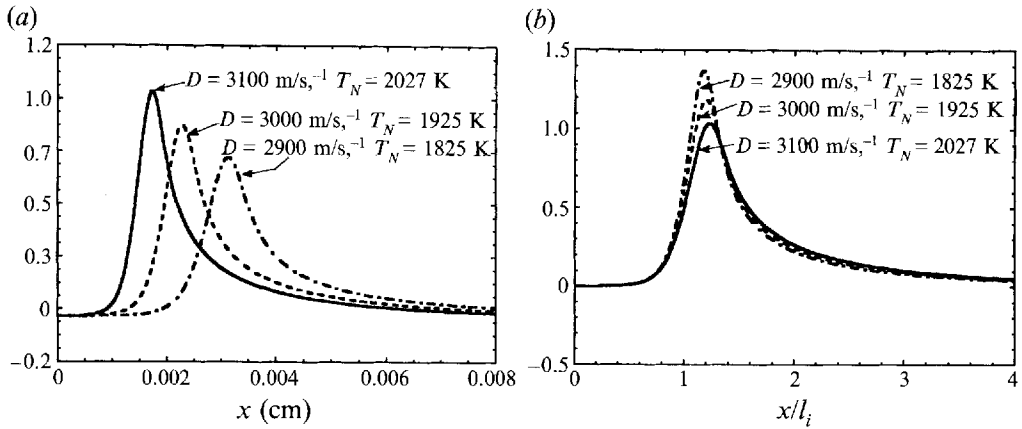 (a)
1.2
1.0
0.7
0.5
0.3
0
−0.2
D = 3100 m/s,⁻¹ T_N = 2027 K
D = 3000 m/s,⁻¹ T_N = 1925 K
D = 2900 m/s,⁻¹ T_N = 1825 K
0 0.002 0.004 0.006 0.008
x (cm)
(b)
1.5
1.0
0.5
0
−0.5
D = 2900 m/s,⁻¹ T_N = 1825 K
D = 3000 m/s,⁻¹ T_N = 1925 K
D = 3100 m/s,⁻¹ T_N = 2027 K
0 1 2 3 4
x/l_i